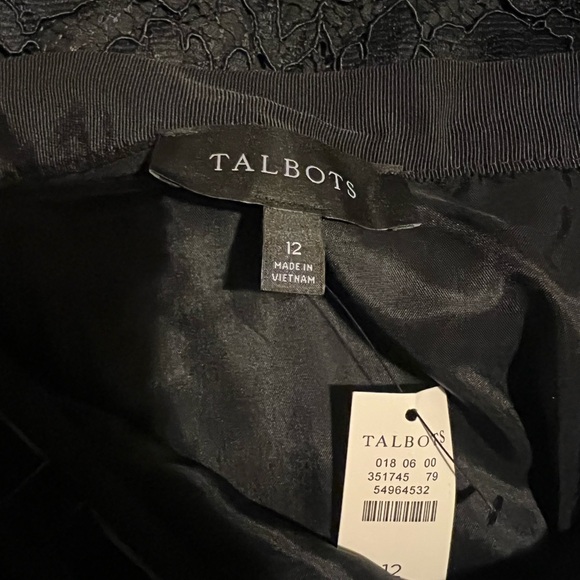 TALBOTS
12
MADE IN
VIETNAM
TALBOTS
018 06 00
351745 79
54964532
12